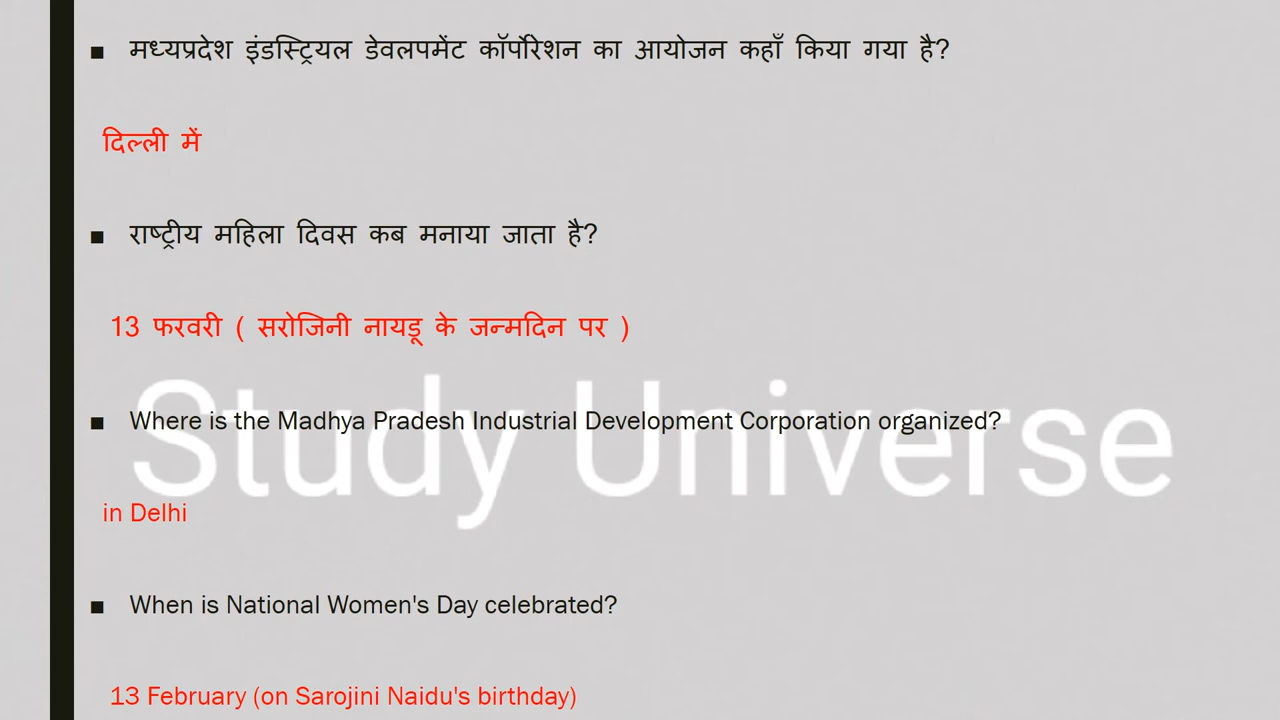 ▪ मध्यप्रदेश इंडस्ट्रियल डेवलपमेंट कॉर्पोरेशन का आयोजन कहाँ किया गया है?
दिल्ली में
▪ राष्ट्रीय महिला दिवस कब मनाया जाता है?
13 फरवरी ( सरोजिनी नायडू के जन्मदिन पर )
▪ Where is the Madhya Pradesh Industrial Development Corporation organized?
Study Universe
in Delhi
▪ When is National Women's Day celebrated?
13 February (on Sarojini Naidu's birthday)